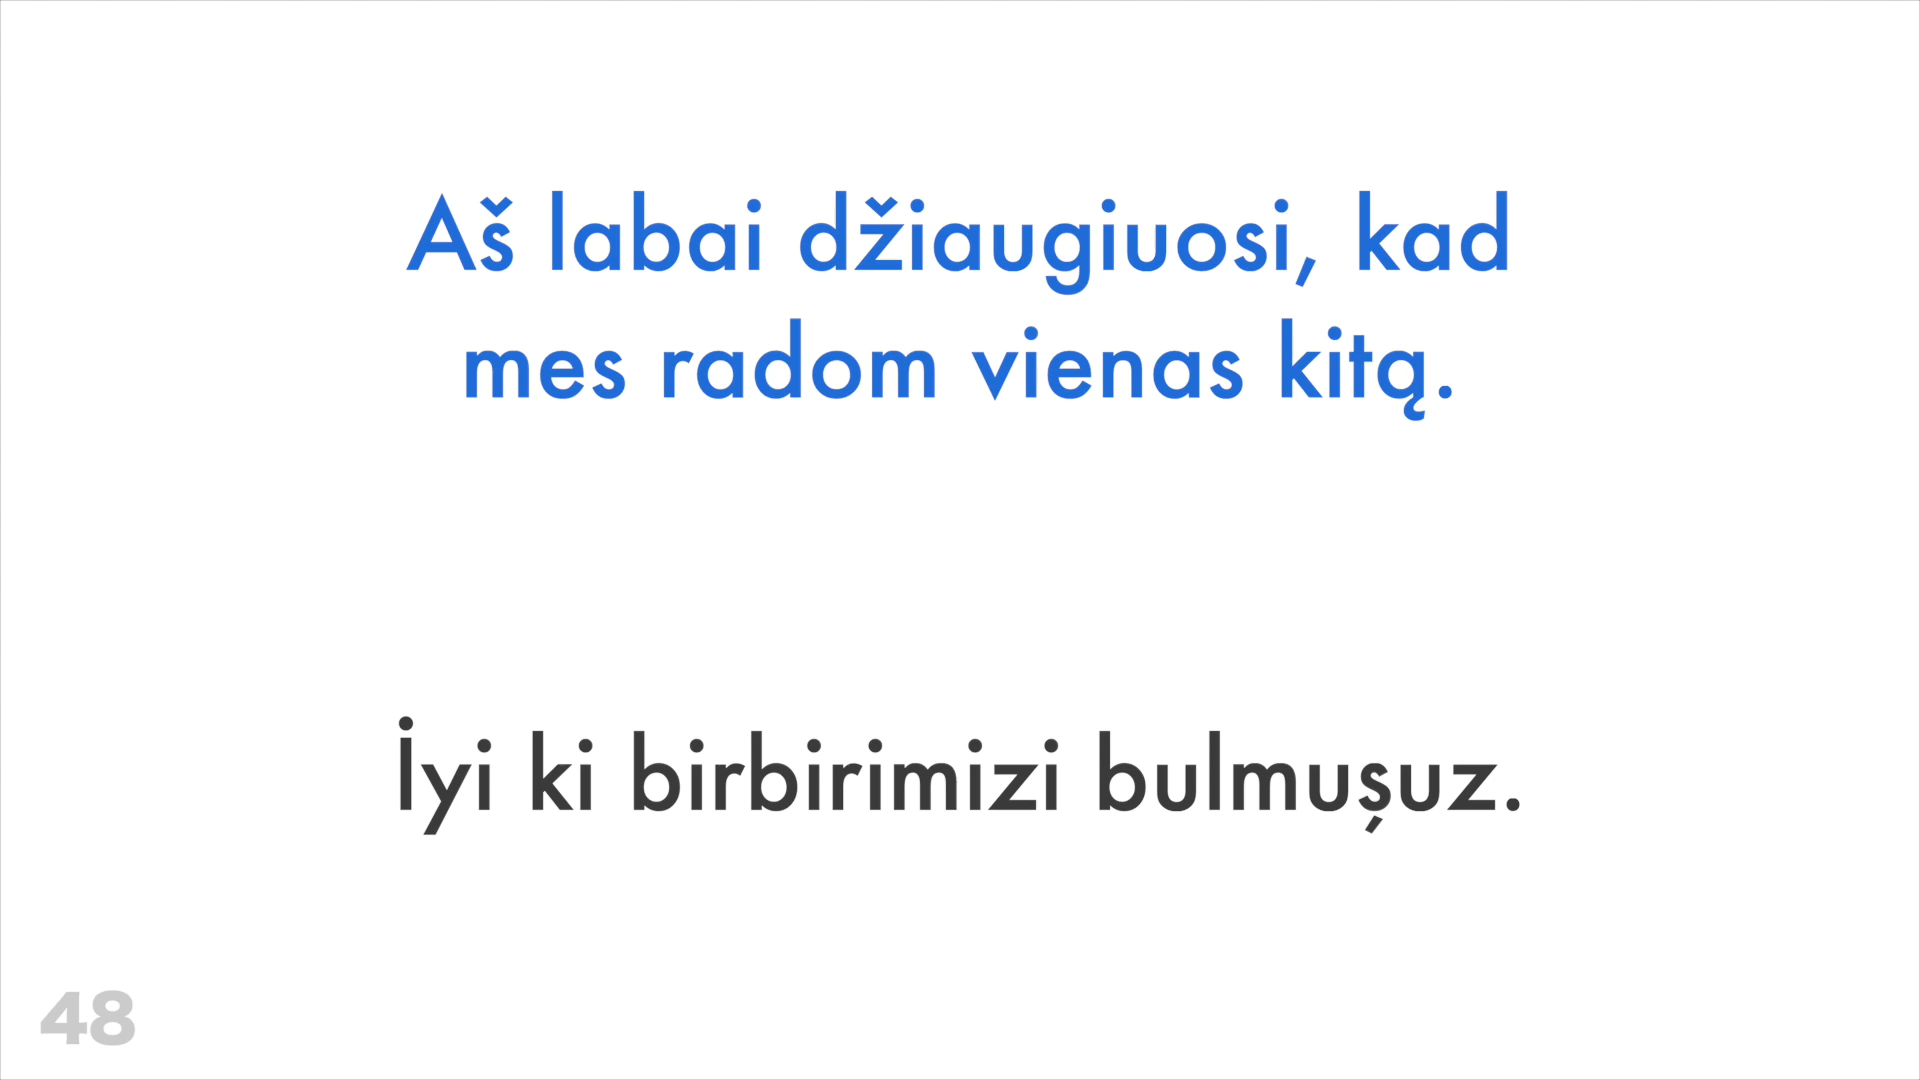 Aš labai džiaugiuosi, kad
mes radom vienas kitą.
İyi ki birbirimizi bulmuşuz.
48